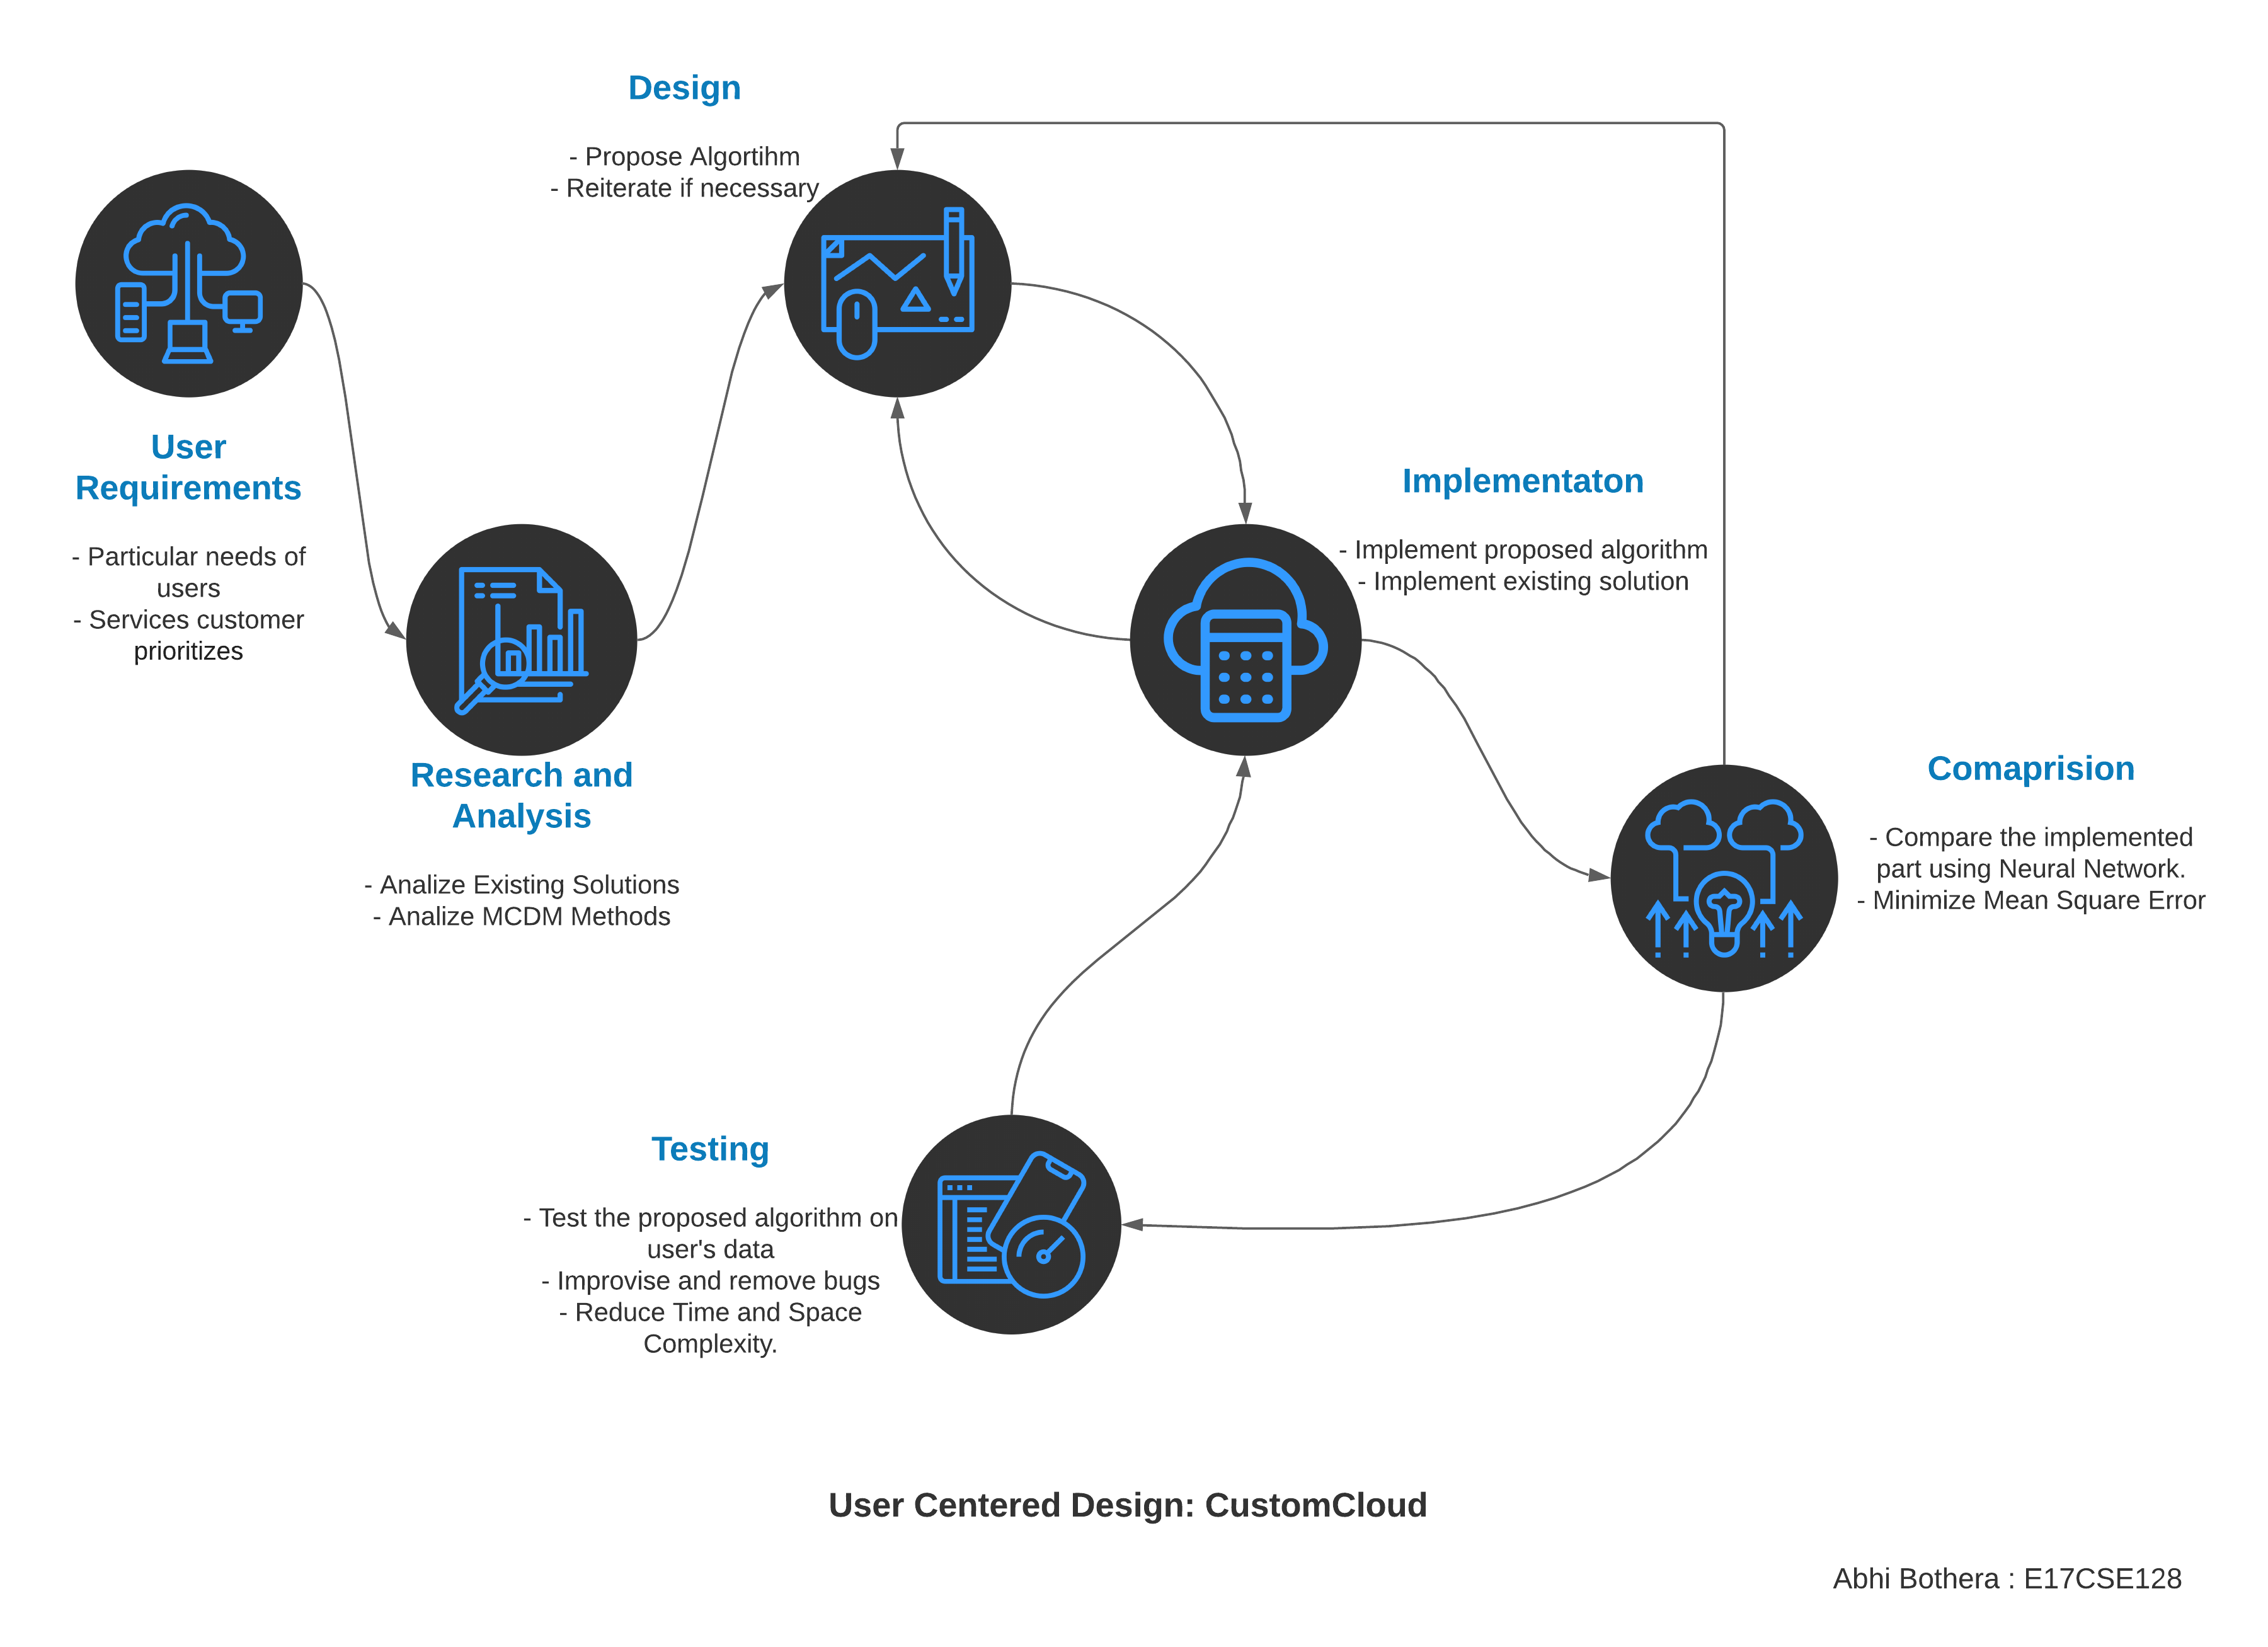 Design
- Propose Algortihm
- Reiterate if necessary
User
Requirements
- Particular needs of
users
- Services customer
prioritizes
Research and
Analysis
- Analize Existing Solutions
- Analize MCDM Methods
Implementaton
- Implement proposed algorithm
- Implement existing solution
Comaprision
- Compare the implemented
part using Neural Network.
- Minimize Mean Square Error
Testing
- Test the proposed algorithm on
user's data
- Improvise and remove bugs
- Reduce Time and Space
Complexity.
User Centered Design: CustomCloud
Abhi Bothera : E17CSE128